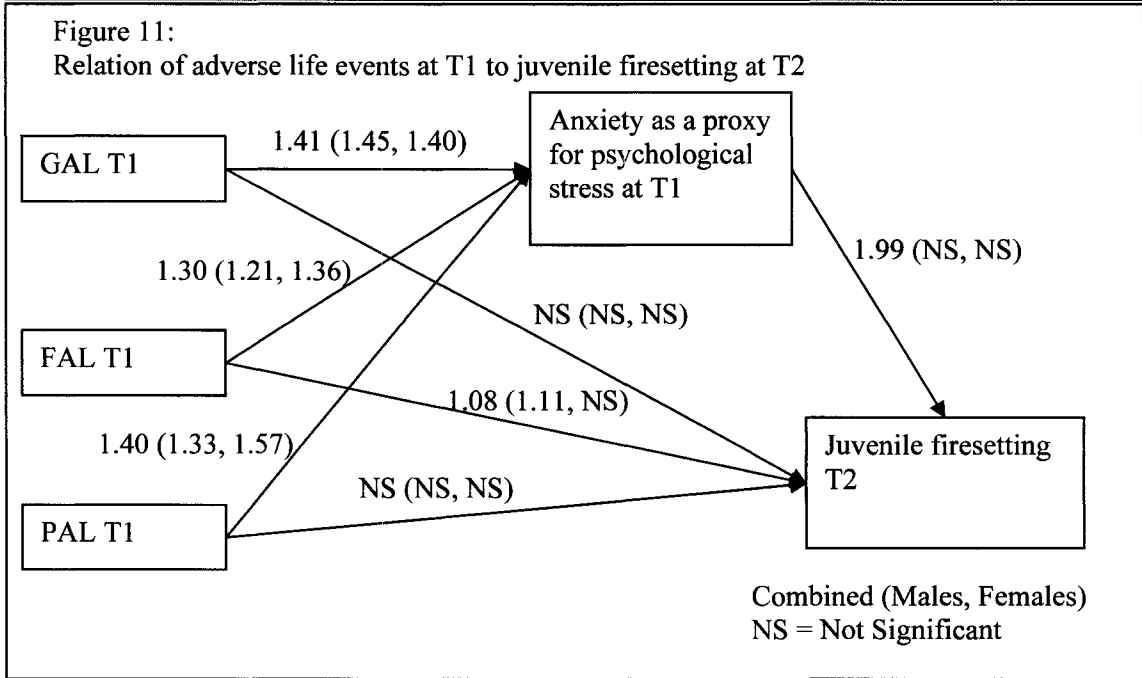 Figure 11:
Relation of adverse life events at T1 to juvenile firesetting at T2
GAL T1
1.41 (1.45, 1.40)
Anxiety as a proxy
for psychological
stress at T1
1.30 (1.21, 1.36)
1.99 (NS, NS)
NS (NS, NS)
FAL T1
1.08 (1.11, NS)
1.40 (1.33, 1.57)
NS (NS, NS)
Juvenile firesetting
T2
PAL T1
Combined (Males, Females)
NS = Not Significant